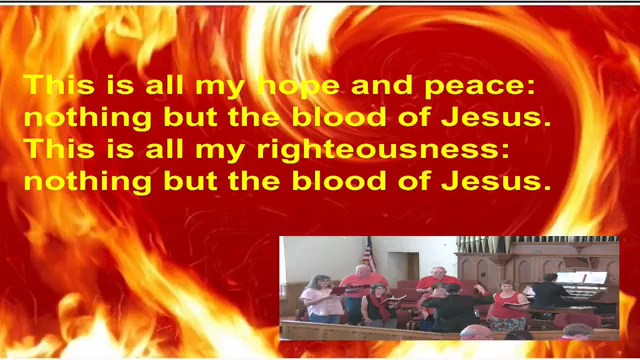 This is all my hope and peace:
nothing but the blood of Jesus.
This is all my righteousness:
nothing but the blood of Jesus.